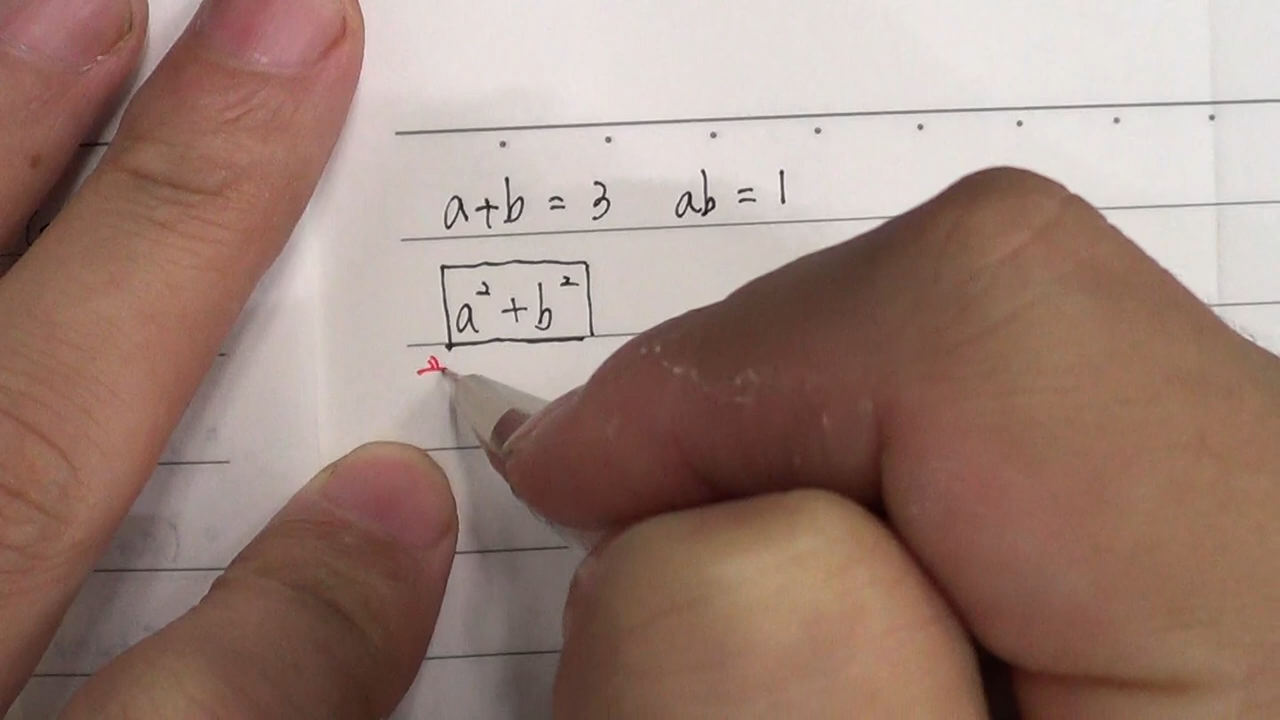 a+b = 3 ab = 1
a² + b²